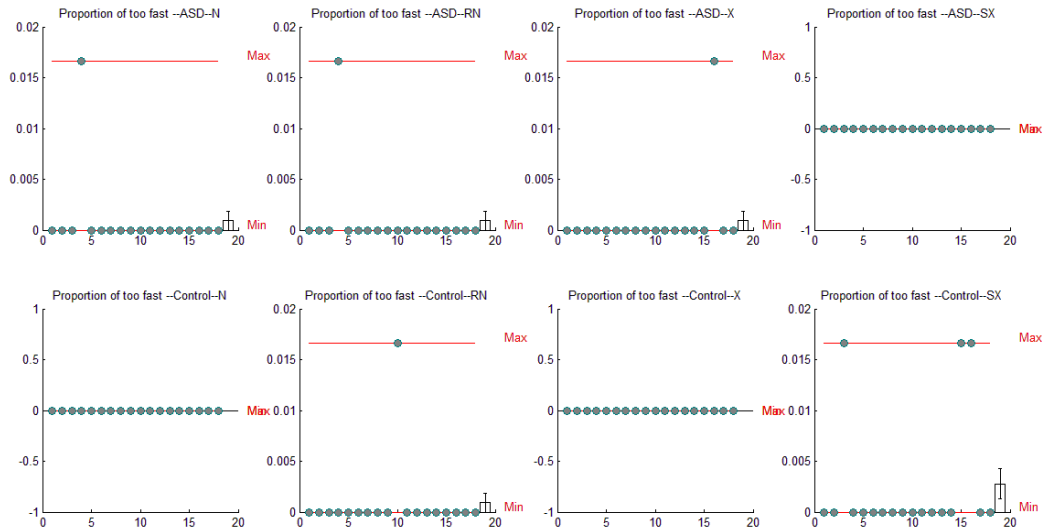 Proportion of too fast --ASD--N
Proportion of too fast --ASD--RN
Proportion of too fast --ASD--X
Proportion of too fast --ASD--SX
0.02
0.015
0.01
0.005
0
0 5 10 15 20
Max
Min
0.02
0.015
0.01
0.005
0
0 5 10 15 20
Max
Min
0.02
0.015
0.01
0.005
0
0 5 10 15 20
Max
Min
1
0.5
0
-0.5
-1
0 5 10 15 20
Max
Min
Proportion of too fast --Control--N
Proportion of too fast --Control--RN
Proportion of too fast --Control--X
Proportion of too fast --Control--SX
1
0.5
0
-0.5
-1
0 5 10 15 20
Max
Min
0.02
0.015
0.01
0.005
0
0 5 10 15 20
Max
Min
1
0.5
0
-0.5
-1
0 5 10 15 20
Max
Min
0.02
0.015
0.01
0.005
0
0 5 10 15 20
Max
Min